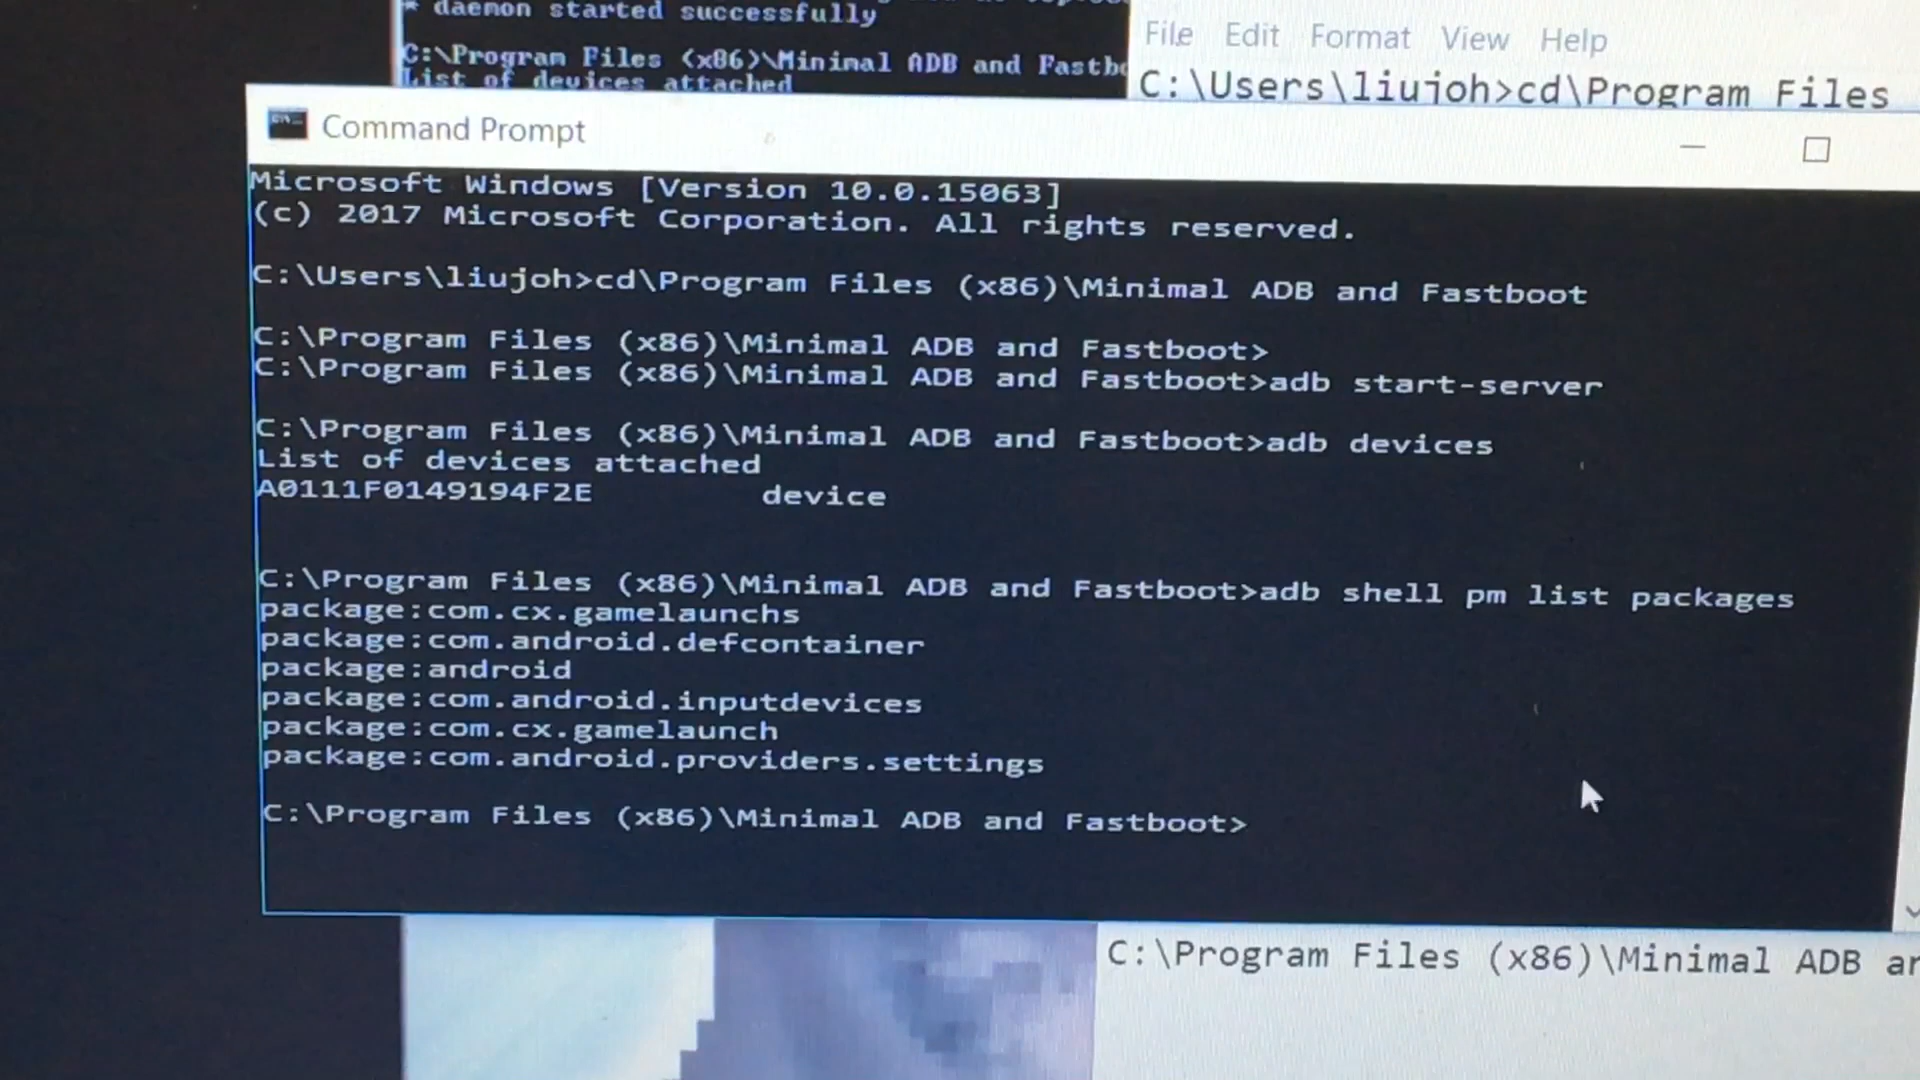 * daemon started successfully
C:\Program Files (x86)\Minimal ADB and Fastbo
List of devices attached
File Edit Format View Help
C:\Users\liujoh>cd\Program Files
Command Prompt
Microsoft Windows [Version 10.0.15063]
(c) 2017 Microsoft Corporation. All rights reserved.
C:\Users\liujoh>cd\Program Files (x86)\Minimal ADB and Fastboot
C:\Program Files (x86)\Minimal ADB and Fastboot>
C:\Program Files (x86)\Minimal ADB and Fastboot>adb start-server
C:\Program Files (x86)\Minimal ADB and Fastboot>adb devices
List of devices attached
A0111F0149194F2E device
C:\Program Files (x86)\Minimal ADB and Fastboot>adb shell pm list packages
package:com.cx.gamelaunchs
package:com.android.defcontainer
package:android
package:com.android.inputdevices
package:com.cx.gamelaunch
package:com.android.providers.settings
C:\Program Files (x86)\Minimal ADB and Fastboot>
C:\Program Files (x86)\Minimal ADB an